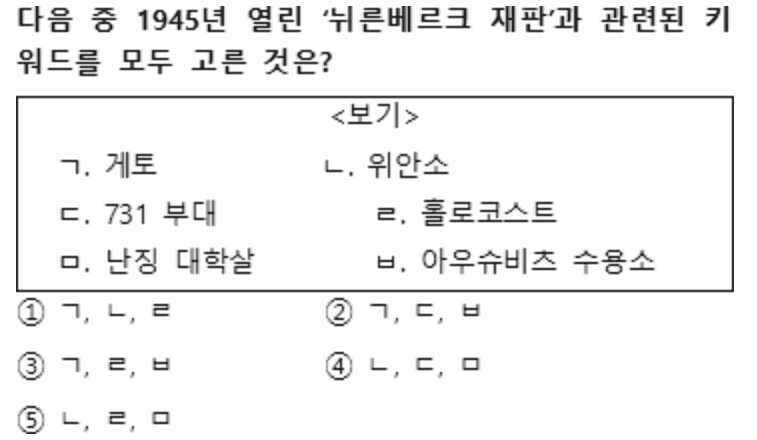 다음 중 1945년 열린 ‘뉘른베르크 재판’과 관련된 키
워드를 모두 고른 것은?
<보기>
ㄱ. 게토 ㄴ. 위안소
ㄷ. 731 부대 ㄹ. 홀로코스트
ㅁ. 난징 대학살 ㅂ. 아우슈비츠 수용소
① ㄱ, ㄴ, ㄹ ② ㄱ, ㄷ, ㅂ
③ ㄱ, ㄹ, ㅂ ④ ㄴ, ㄷ, ㅁ
⑤ ㄴ, ㄹ, ㅁ